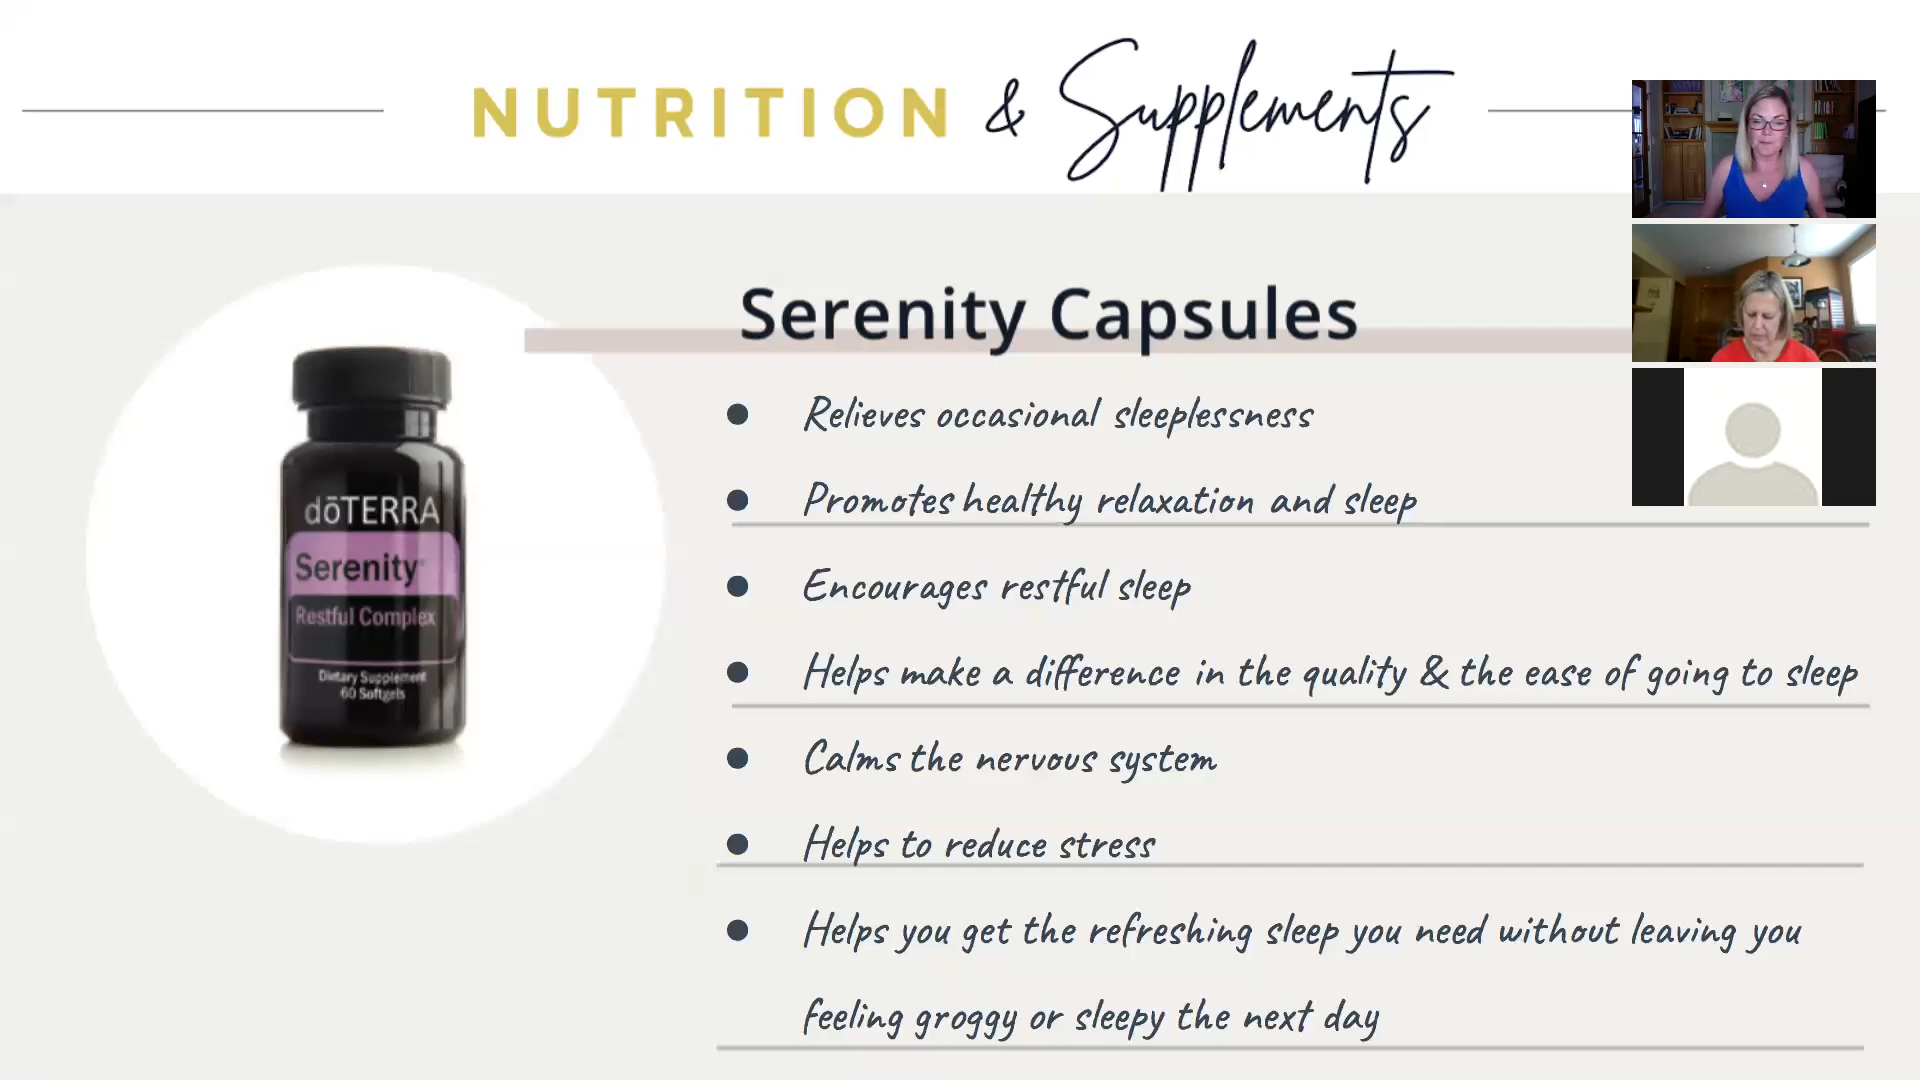 NUTRITION & Supplements
Serenity Capsules
Relieves occasional sleeplessness
Promotes healthy relaxation and sleep
Encourages restful sleep
Helps make a difference in the quality & the ease of going to sleep
Calms the nervous system
Helps to reduce stress
Helps you get the refreshing sleep you need without leaving you
feeling groggy or sleepy the next day
dōTERRA
Serenity
Restful Complex
Dietary Supplement
60 Softgels